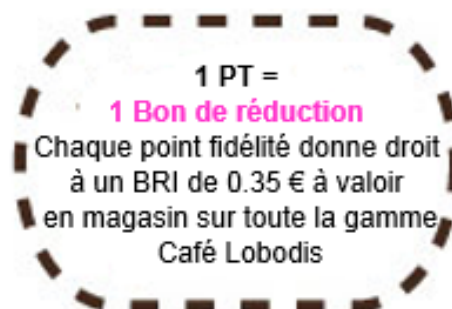 1 PT =
1 Bon de réduction
Chaque point fidélité donne droit
à un BRI de 0.35 € à valoir
en magasin sur toute la gamme
Café Lobodis